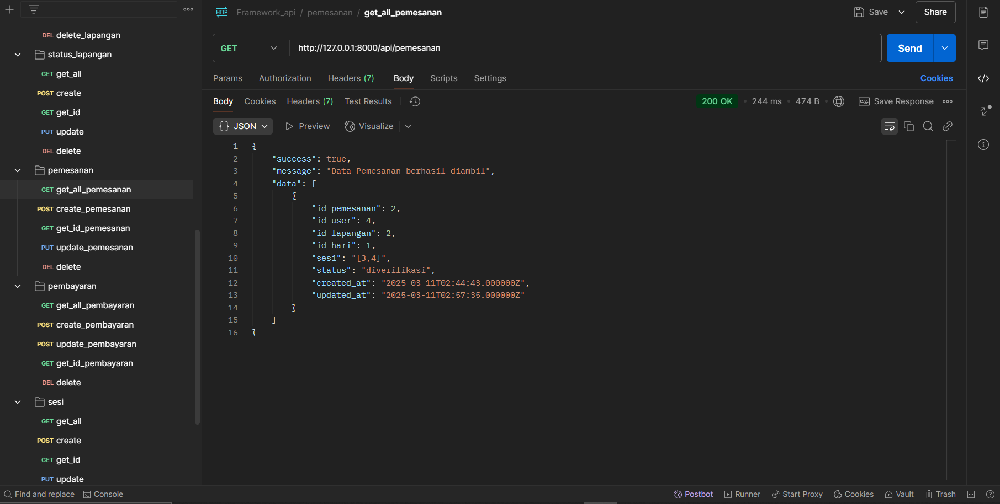 Framework_api / pemesanan / get_all_pemesanan
Save
Share
DEL delete_lapangan
status_lapangan
GET get_all
POST create
GET get_id
PUT update
DEL delete
pemesanan
GET get_all_pemesanan
POST create_pemesanan
GET get_id_pemesanan
PUT update_pemesanan
DEL delete
pembayaran
GET get_all_pembayaran
POST create_pembayaran
POST update_pembayaran
GET get_id_pembayaran
DEL delete
sesi
GET get_all
POST create
GET get_id
PUT update
HTTP
GET http://127.0.0.1:8000/api/pemesanan
Send
Params Authorization Headers (7) Body Scripts Settings Cookies
Body Cookies Headers (7) Test Results 200 OK • 244 ms • 474 B • e.g. Save Response
{} JSON Preview Visualize
1 {
2 "success": true,
3 "message": "Data Pemesanan berhasil diambil",
4 "data": [
5 {
6 "id_pemesanan": 2,
7 "id_user": 4,
8 "id_lapangan": 2,
9 "id_hari": 1,
10 "sesi": "[3,4]",
11 "status": "diverifikasi",
12 "created_at": "2025-03-11T02:44:43.000000Z",
13 "updated_at": "2025-03-11T02:57:35.000000Z"
14 }
15 ]
16 }
Find and replace Console Postbot Runner Start Proxy Cookies Vault Trash